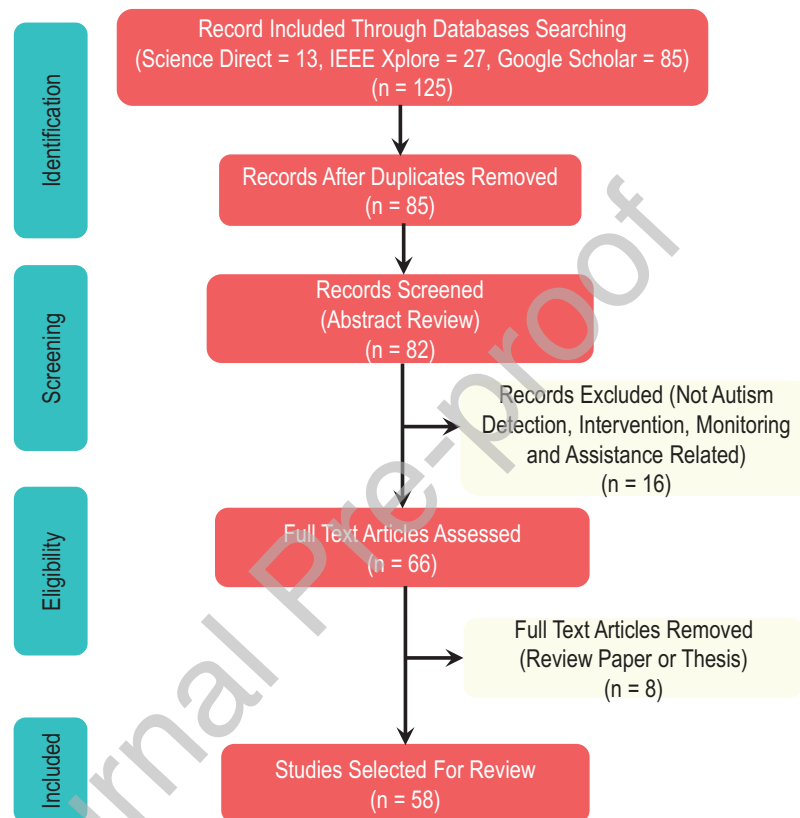 Identification
Record Included Through Databases Searching
(Science Direct = 13, IEEE Xplore = 27, Google Scholar = 85)
(n = 125)
Records After Duplicates Removed
(n = 85)
Screening
Records Screened
(Abstract Review)
(n = 82)
Records Excluded (Not Autism
Detection, Intervention, Monitoring
and Assistance Related)
(n = 16)
Eligibility
Full Text Articles Assessed
(n = 66)
Full Text Articles Removed
(Review Paper or Thesis)
(n = 8)
Included
Studies Selected For Review
(n = 58)
urnal Pre-proof